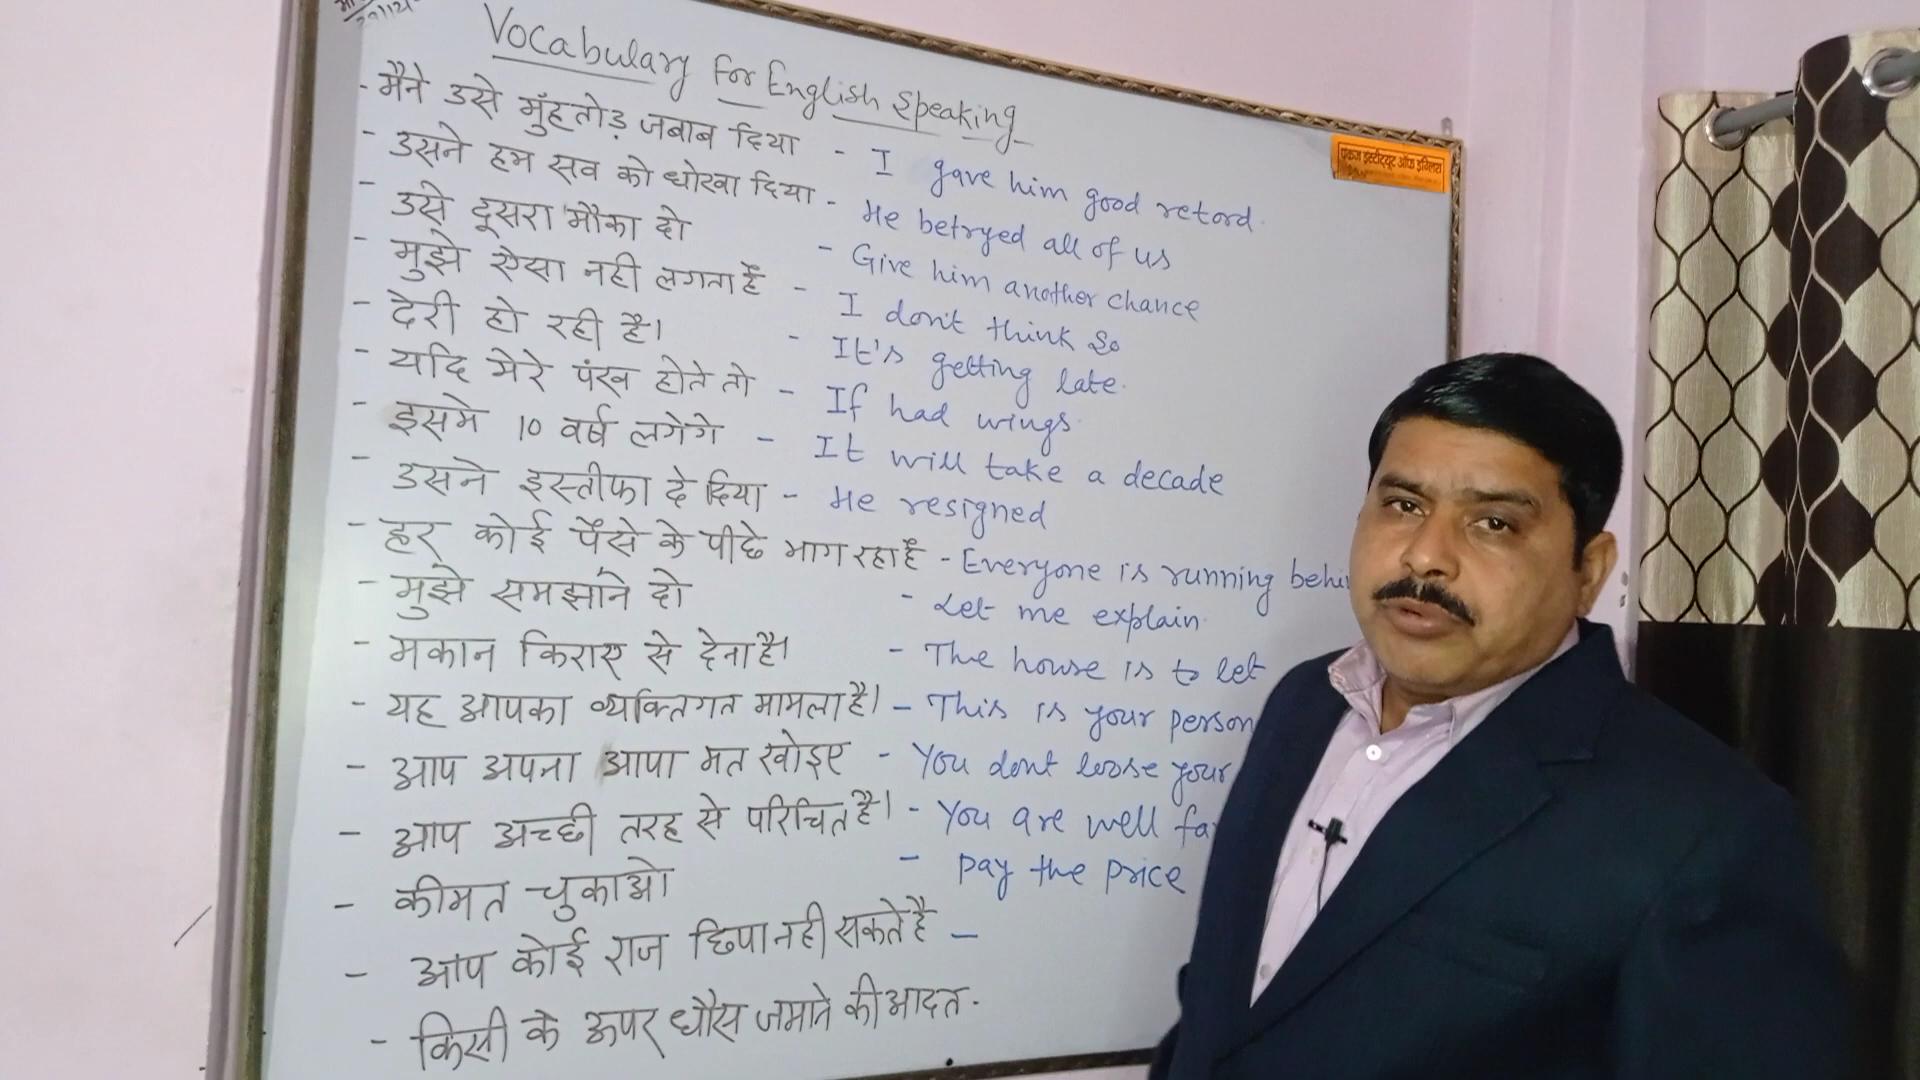 Vocabulary For English Speaking
- मैने उसे मुँहतोड़ जबाब दिया - I gave him good retord.
- उसने हम सव को धोखा दिया - He betryed all of us
- उसे दूसरा मौका दो - Give him another chance
- मुझे ऐसा नही लगता है - I don't think so
- देरी हो रही है। - It's getting late.
- यदि मेरे पंख होते तो - If had wings.
- इसमे 10 वर्ष लगेगे - It will take a decade
- उसने इस्तीफा दे दिया - He resigned
- हर कोई पैसे के पीछे भाग रहा है - Everyone is running behi
- मुझे समझाने दो - Let me explain.
- मकान किराए से देना है। - The house is to let
- यह आपका व्यक्तिगत मामला है। - This is your person
- आप अपना आपा मत खोइए - You dont loose your
- आप अच्छी तरह से परिचित है। - You are well fa
- कीमत चुकाओ - pay the price
- आप कोई राज छिपा नही सकते है -
- किसी के ऊपर धौस जमाने की आदत.
पंकज इंस्टीट्यूट ऑफ इंग्लिश